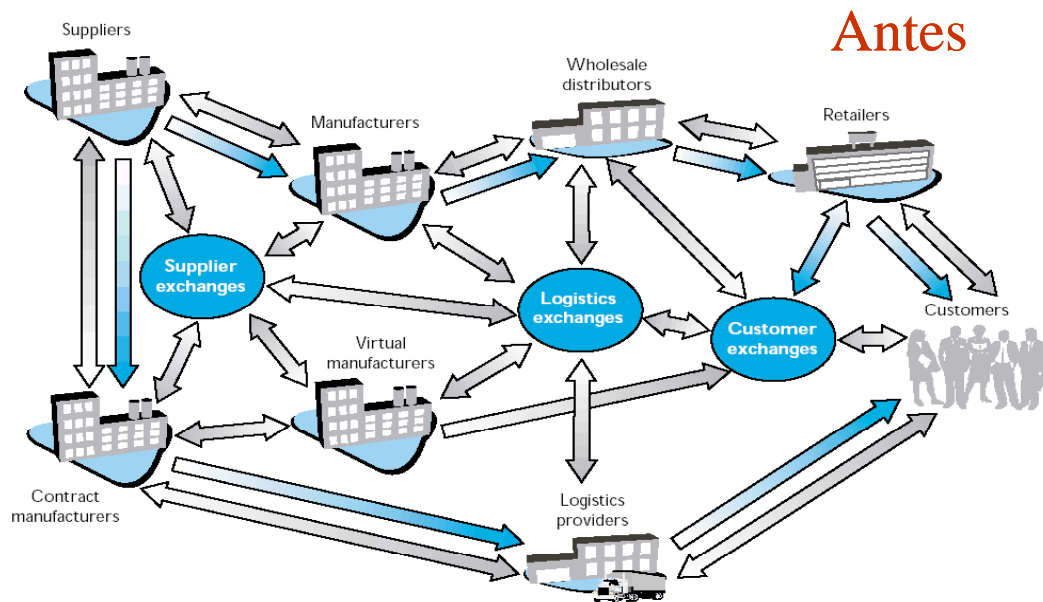 Antes
Suppliers
Wholesale
distributors
Manufacturers
Retailers
Supplier
exchanges
Logistics
exchanges
Customer
exchanges
Customers
Virtual
manufacturers
Contract
manufacturers
Logistics
providers